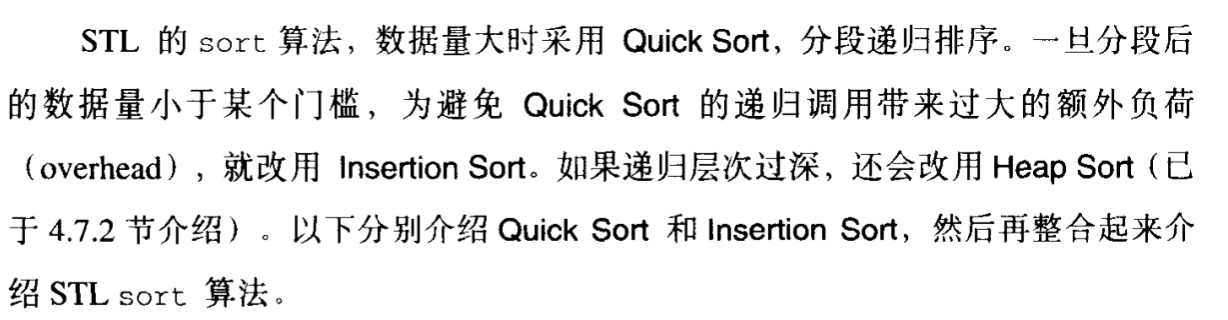 STL 的 sort 算法，数据量大时采用 Quick Sort，分段递归排序。一旦分段后
的数据量小于某个门槛，为避免 Quick Sort 的递归调用带来过大的额外负荷
（overhead），就改用 Insertion Sort。如果递归层次过深，还会改用 Heap Sort（已
于 4.7.2 节介绍）。以下分别介绍 Quick Sort 和 Insertion Sort，然后再整合起来介
绍 STL sort 算法。